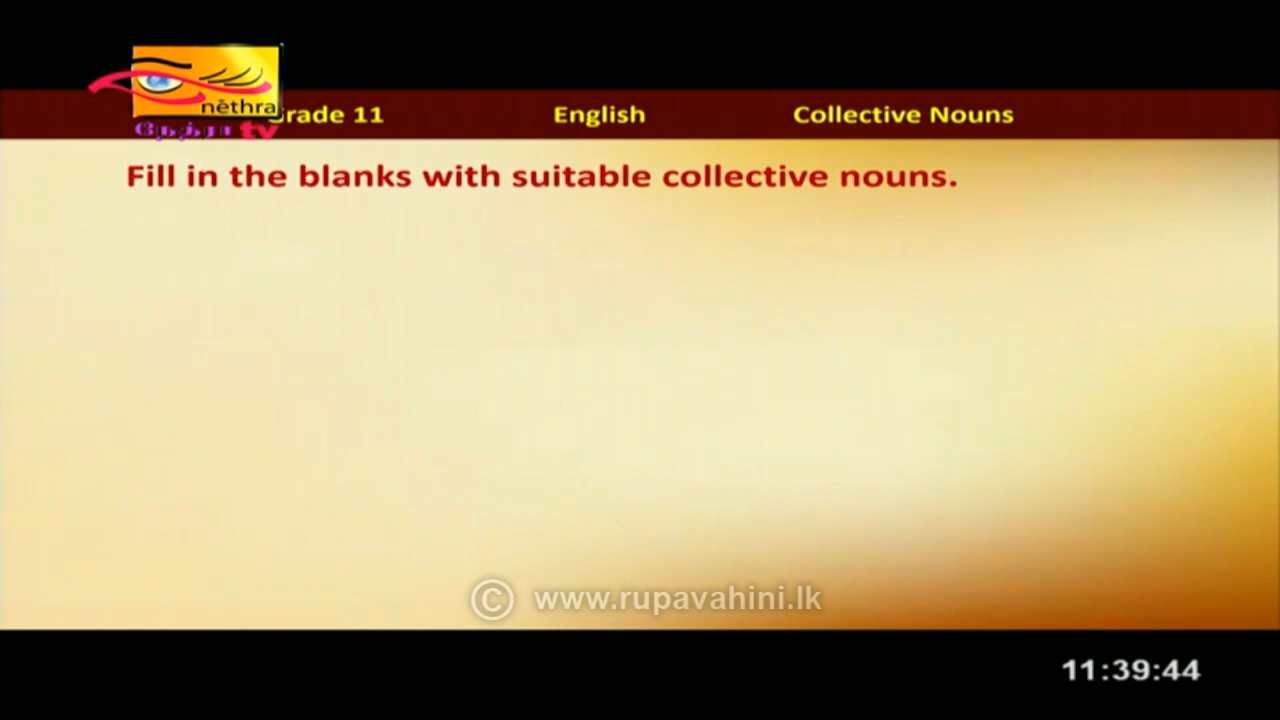 nēthra
நேத்ரா tv
Grade 11 English Collective Nouns
Fill in the blanks with suitable collective nouns.
© www.rupavahini.lk
11:39:44